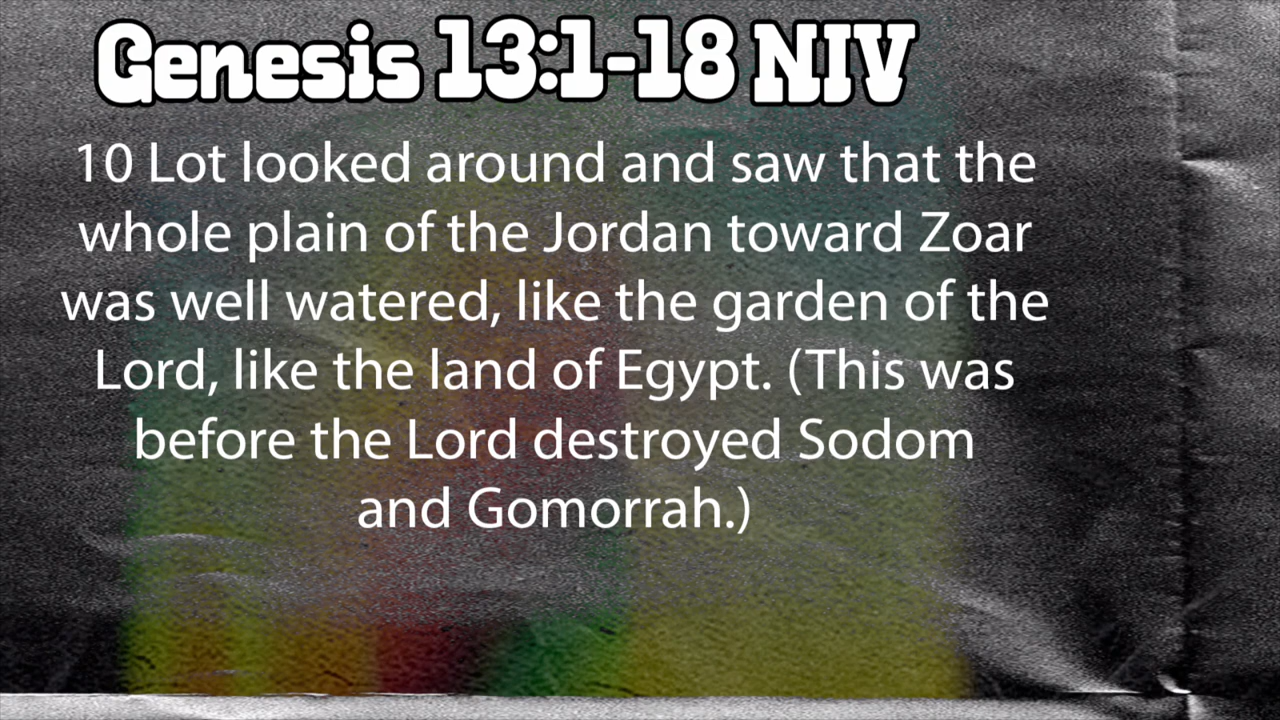 Genesis 13:1-18 NIV
10 Lot looked around and saw that the
whole plain of the Jordan toward Zoar
was well watered, like the garden of the
Lord, like the land of Egypt. (This was
before the Lord destroyed Sodom
and Gomorrah.)